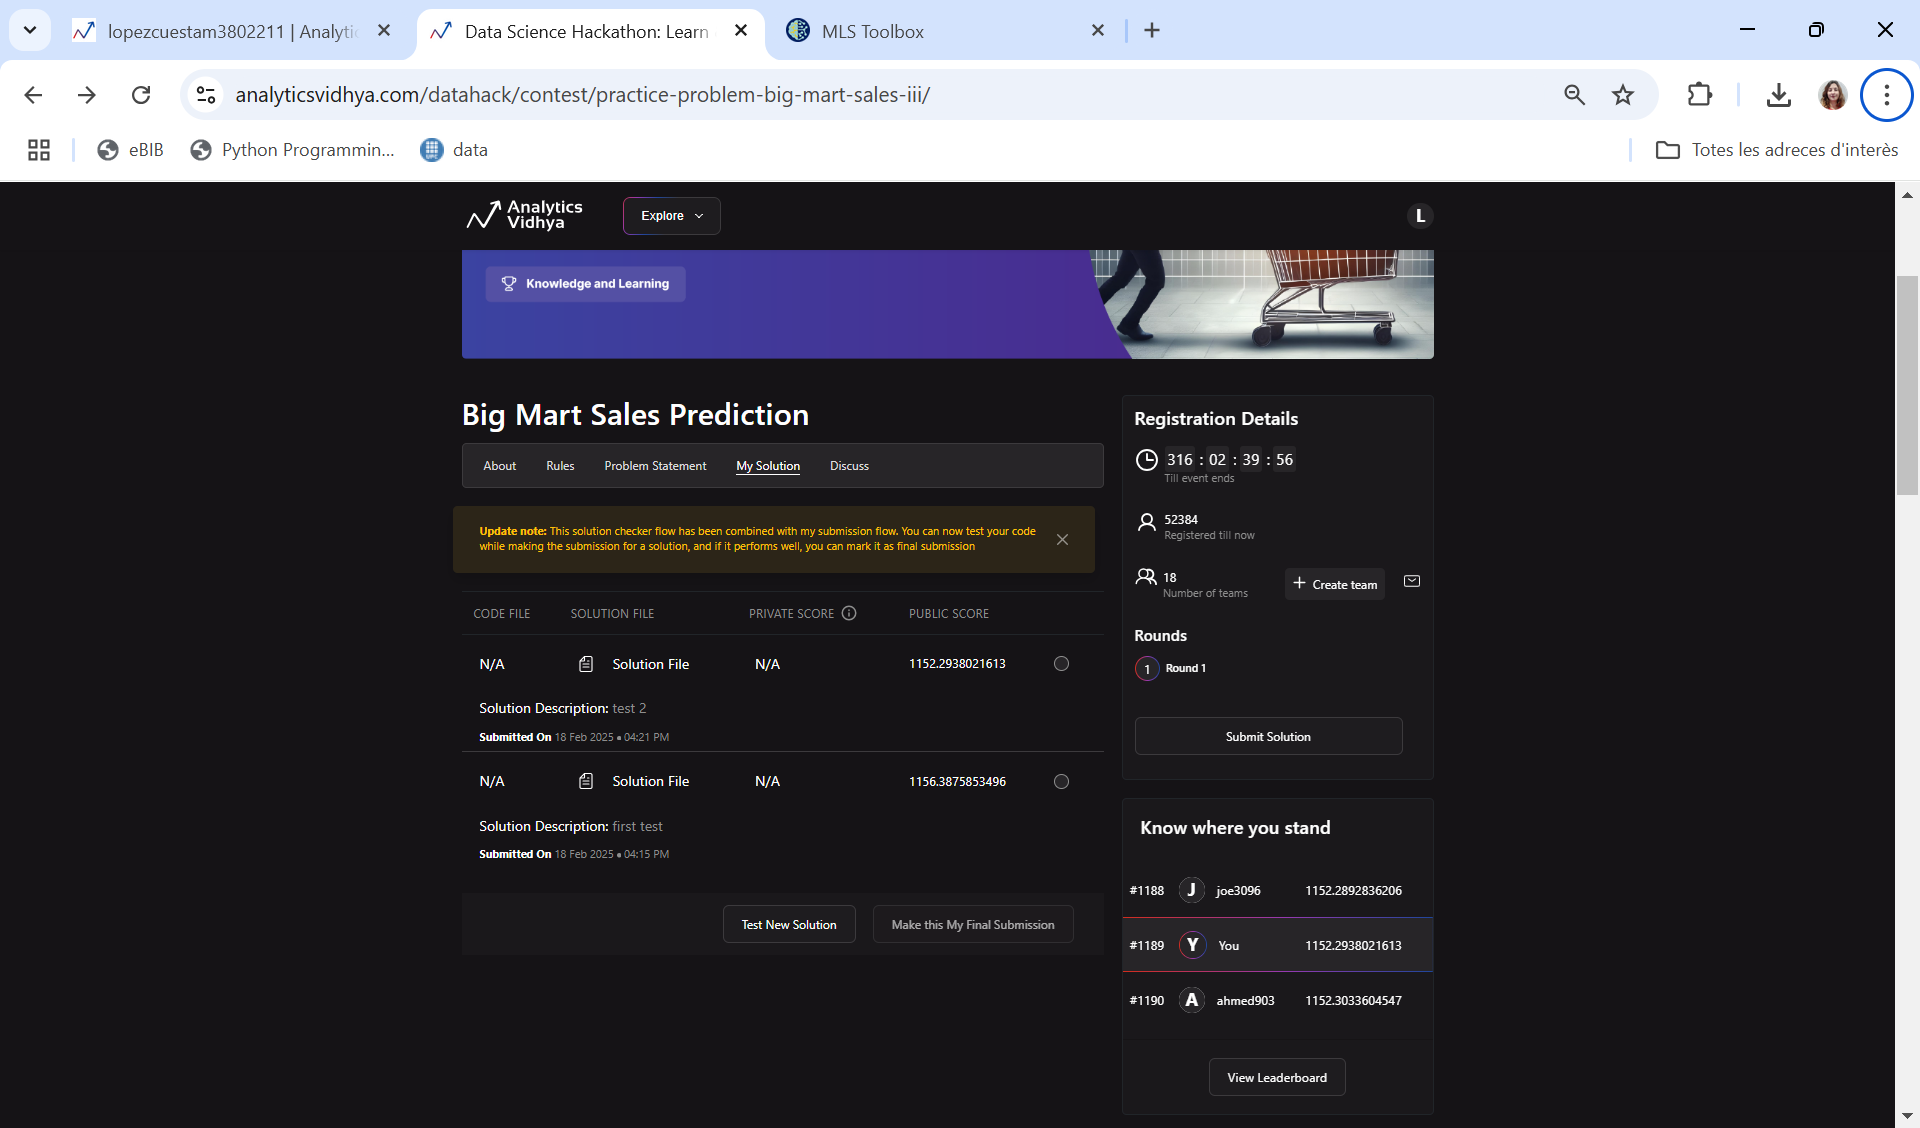 lopezcuestam3802211 | Analytic
Data Science Hackathon: Learn
MLS Toolbox
analyticsvidhya.com/datahack/contest/practice-problem-big-mart-sales-iii/
eBIB
Python Programmin...
data
Totes les adreces d'interès
Analytics
Vidhya
Explore
L
Knowledge and Learning
Big Mart Sales Prediction
About Rules Problem Statement My Solution Discuss
Update note: This solution checker flow has been combined with my submission flow. You can now test your code
while making the submission for a solution, and if it performs well, you can mark it as final submission
CODE FILE SOLUTION FILE PRIVATE SCORE PUBLIC SCORE
N/A Solution File N/A 1152.2938021613
Solution Description: test 2
Submitted On 18 Feb 2025 • 04:21 PM
N/A Solution File N/A 1156.3875853496
Solution Description: first test
Submitted On 18 Feb 2025 • 04:15 PM
Test New Solution
Make this My Final Submission
Registration Details
316 : 02 : 39 : 56
Till event ends
52384
Registered till now
18
Number of teams
+ Create team
Rounds
1 Round 1
Submit Solution
Know where you stand
#1188 J joe3096 1152.2892836206
#1189 Y You 1152.2938021613
#1190 A ahmed903 1152.3033604547
View Leaderboard